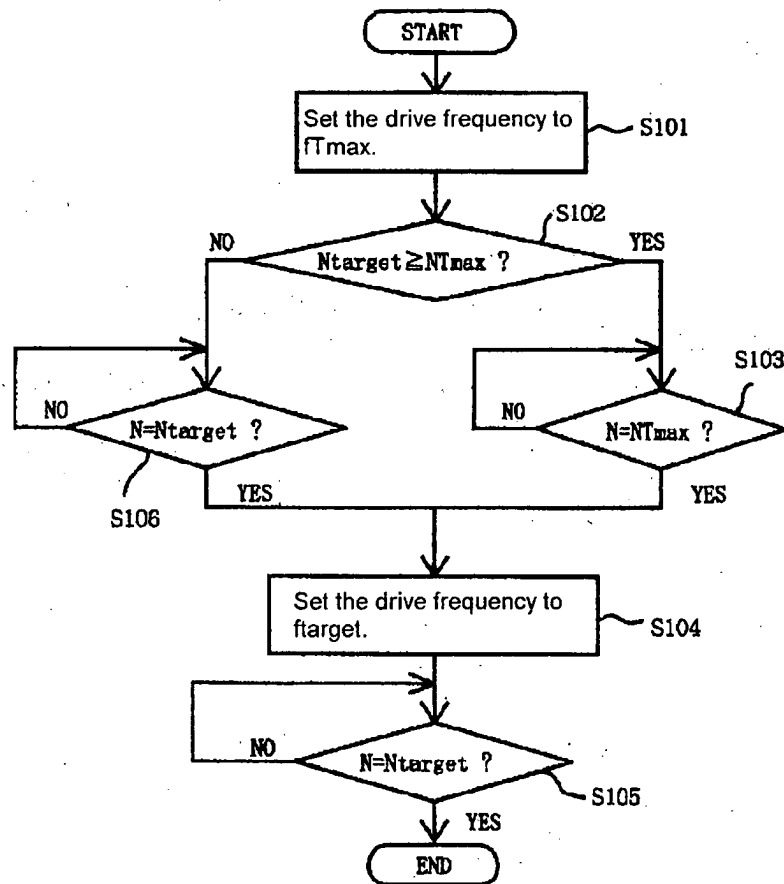 START
Set the drive frequency to
fTmax.
S101
S102
NO
YES
Ntarget≧NTmax ?
S103
NO
N=Ntarget ?
NO
N=NTmax ?
S106
YES
YES
Set the drive frequency to
ftarget.
S104
NO
N=Ntarget ?
S105
YES
END